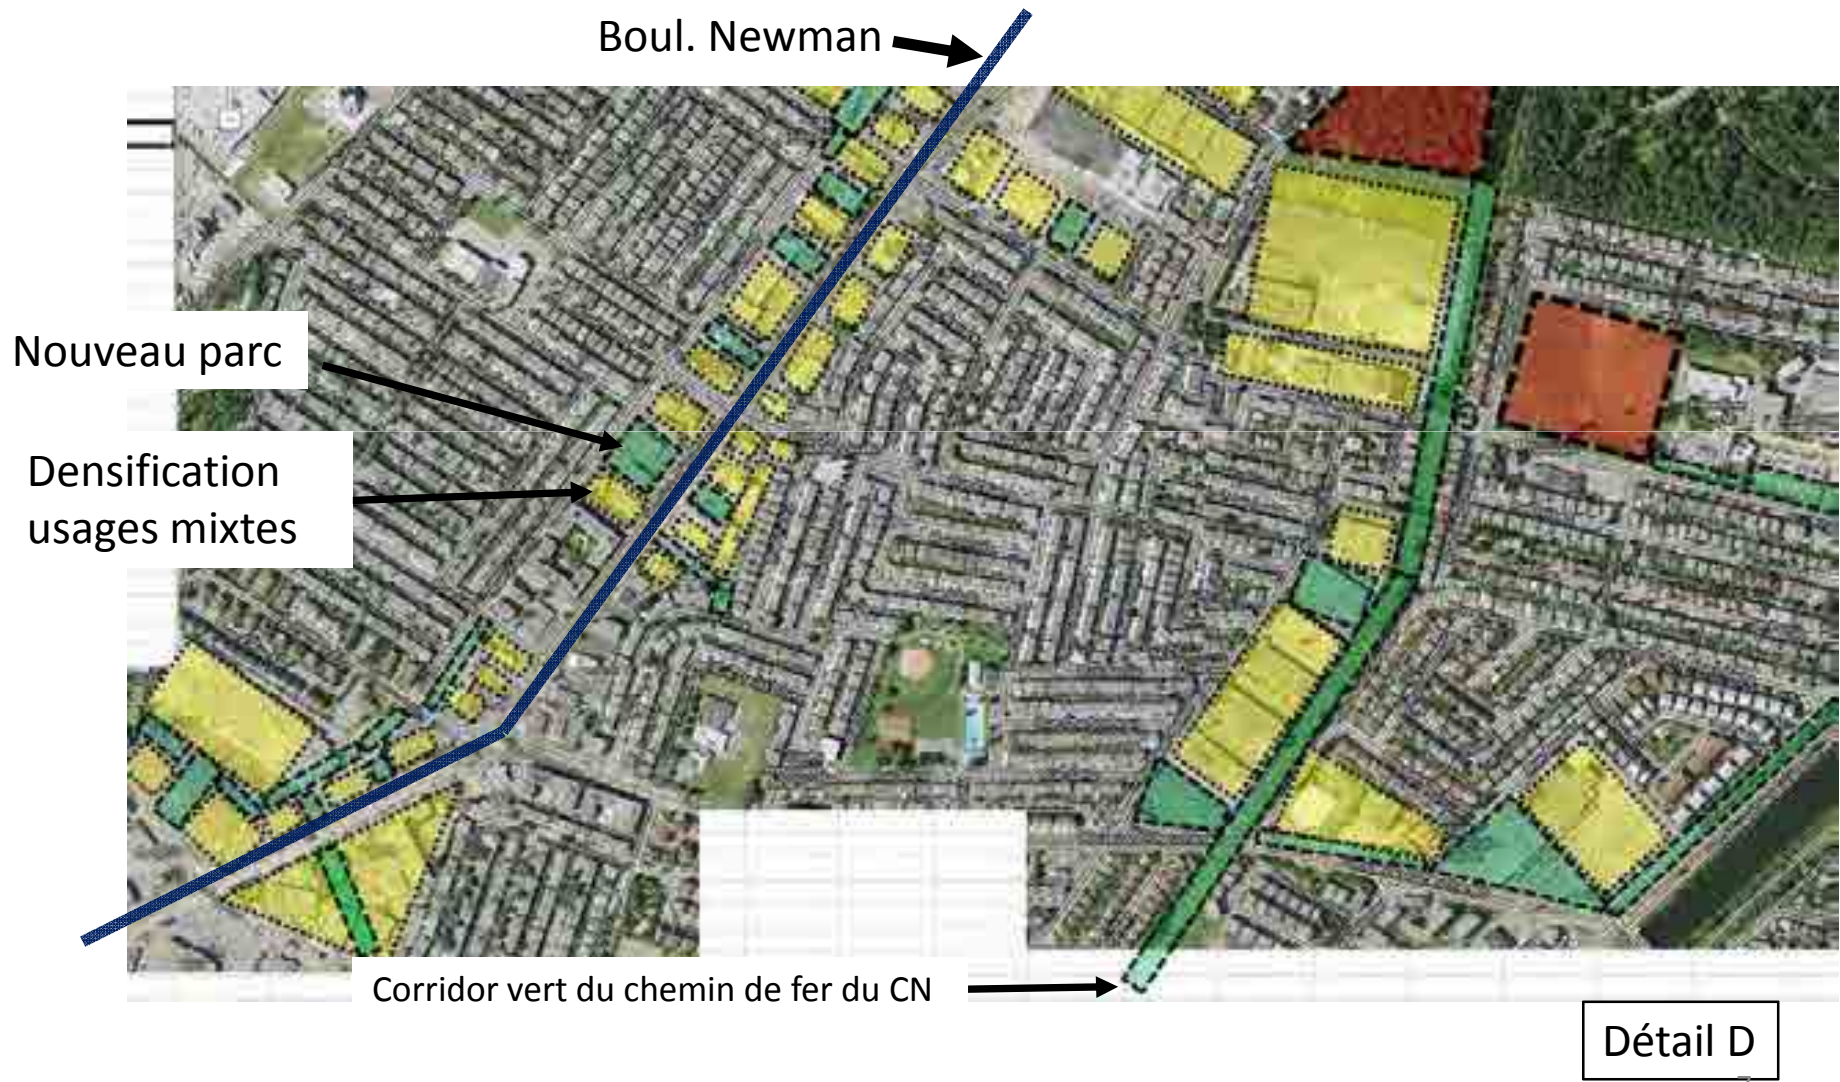 Boul. Newman
Nouveau parc
Densification
usages mixtes
Corridor vert du chemin de fer du CN
Détail D